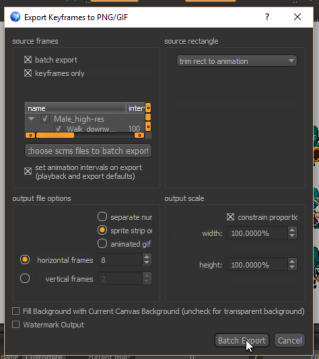 Export Keyframes to PNG/GIF
?
source frames
source rectangle
batch export
keyframes only
trim rect to animation
name inter
Male_high-res
Walk_downw... 100
choose scms files to batch export
set animation intervals on export
(playback and export defaults)
output file options
output scale
separate nur
sprite strip o
animated gif
constrain proportic
width: 100.0000%
horizontal frames 8
height: 100.0000%
vertical frames 2
Fill Background with Current Canvas Background (uncheck for transparent background)
Watermark Output
Batch Export
Cancel